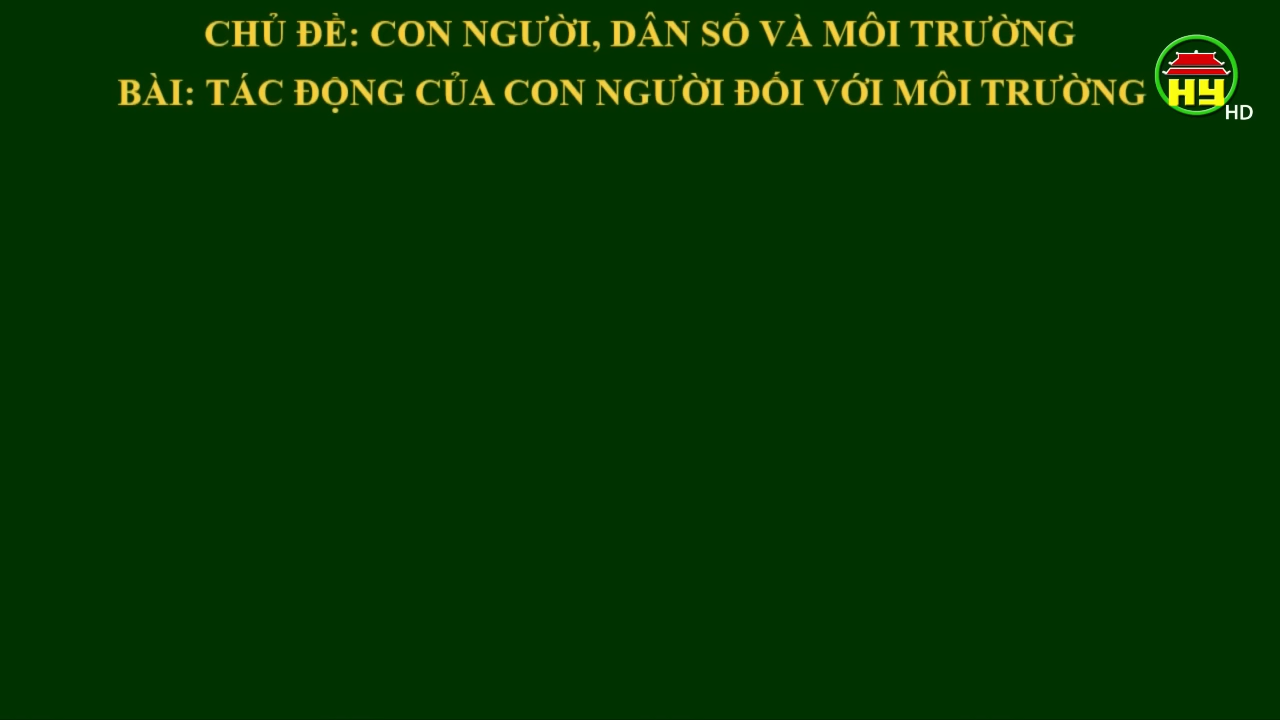 CHỦ ĐỀ: CON NGƯỜI, DÂN SỐ VÀ MÔI TRƯỜNG
BÀI: TÁC ĐỘNG CỦA CON NGƯỜI ĐỐI VỚI MÔI TRƯỜNG
HY
HD